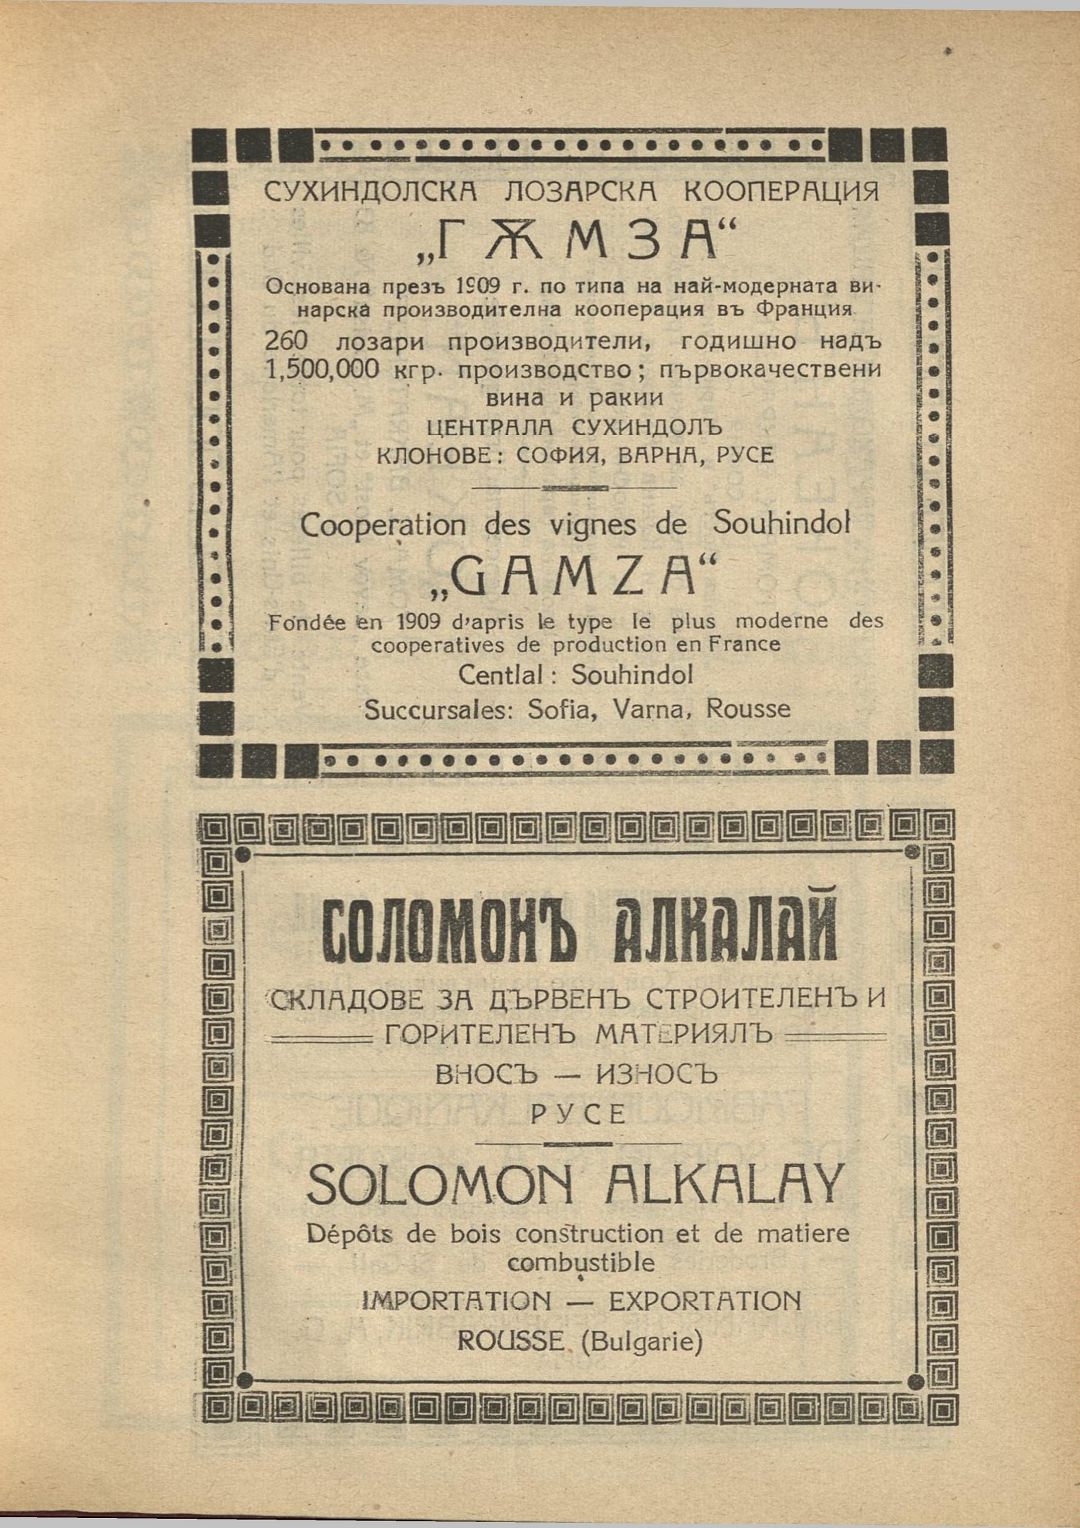 СУХИНДОЛСКА ЛОЗАРСКА КООПЕРАЦИЯ
„ГѪМЗА“
Основана презъ 1909 г. по типа на най-модерната ви-
нарска производителна кооперация въ Франция
260 лозари производители, годишно надъ
1,500,000 кгр. производство; първокачествени
вина и ракии
ЦЕНТРАЛА СУХИНДОЛЪ
КЛОНОВЕ: СОФИЯ, ВАРНА, РУСЕ
Cooperation des vignes de Souhindol
„GAMZA“
Fondée en 1909 d'apris le type le plus moderne des
cooperatives de production en France
Centlal: Souhindol
Succursales: Sofia, Varna, Rousse
СОЛОМОНЪ АЛКАЛАЙ
СКЛАДОВЕ ЗА ДЪРВЕНЪ СТРОИТЕЛЕНЪ И
ГОРИТЕЛЕНЪ МАТЕРИЯЛЪ
ВНОСЪ — ИЗНОСЪ
РУСЕ
SOLOMON ALKALAY
Dépôts de bois construction et de matiere
combustible
IMPORTATION — EXPORTATION
ROUSSE (Bulgarie)